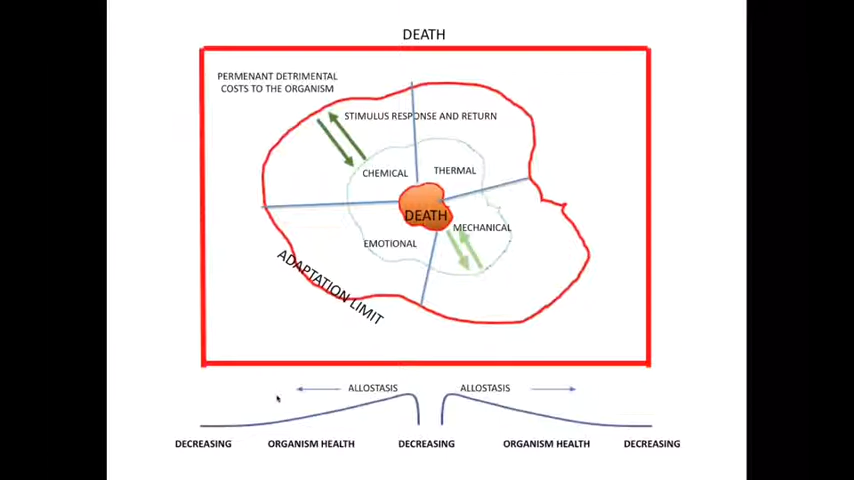 DEATH
PERMENANT DETRIMENTAL
COSTS TO THE ORGANISM
STIMULUS RESPONSE AND RETURN
CHEMICAL
THERMAL
DEATH
MECHANICAL
EMOTIONAL
ADAPTATION LIMIT
ALLOSTASIS
ALLOSTASIS
DECREASING ORGANISM HEALTH DECREASING ORGANISM HEALTH DECREASING